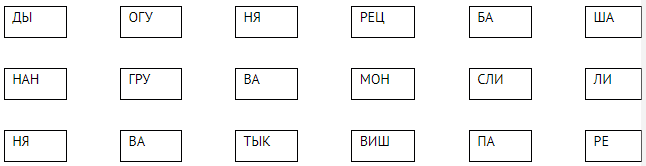 ДЫ ОГУ НЯ РЕЦ БА ША
НАН ГРУ ВА МОН СЛИ ЛИ
НЯ ВА ТЫК ВИШ ПА РЕ